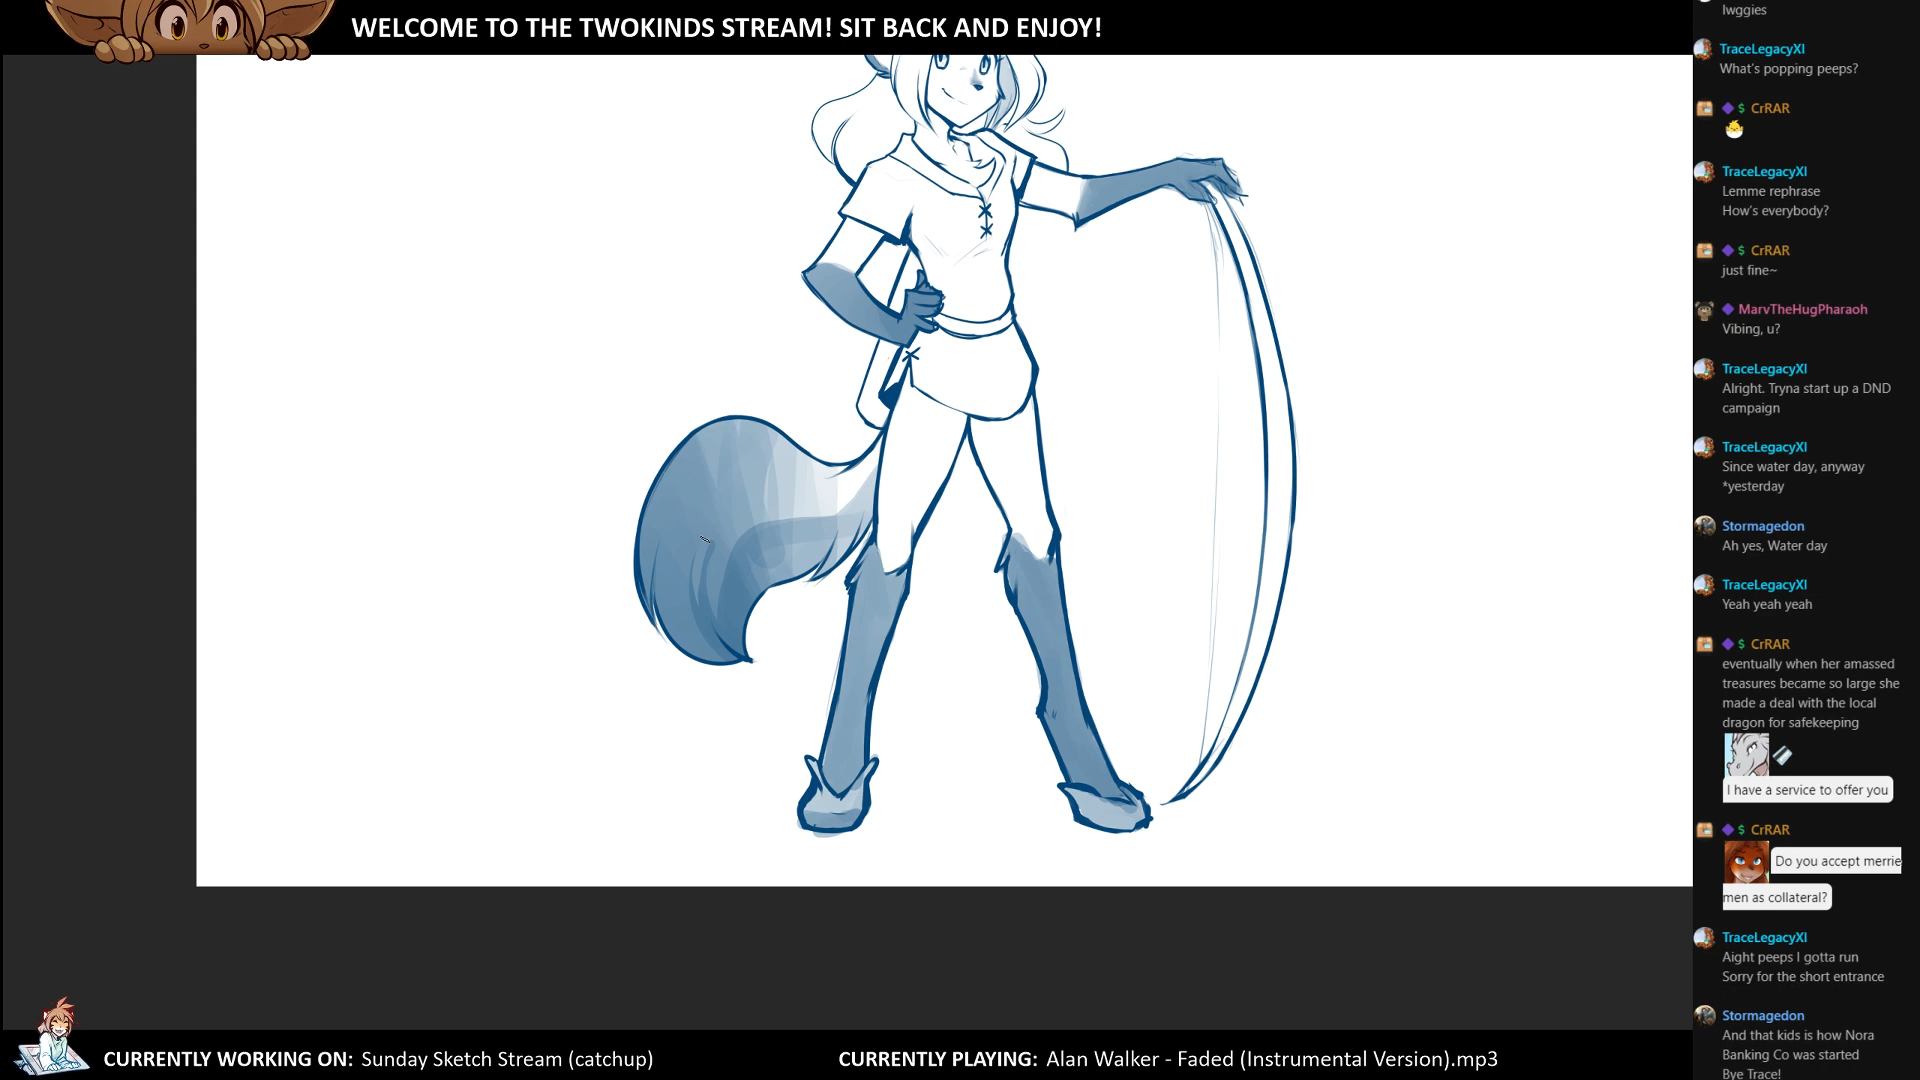 WELCOME TO THE TWOKINDS STREAM! SIT BACK AND ENJOY!
lwggies
TraceLegacyXI
What's popping peeps?
$ CrRAR
TraceLegacyXI
Lemme rephrase
How's everybody?
$ CrRAR
just fine~
MarvTheHugPharaoh
Vibing, u?
TraceLegacyXI
Alright. Tryna start up a DND
campaign
TraceLegacyXI
Since water day, anyway
*yesterday
Stormagedon
Ah yes, Water day
TraceLegacyXI
Yeah yeah yeah
$ CrRAR
eventually when her amassed
treasures became so large she
made a deal with the local
dragon for safekeeping
I have a service to offer you
$ CrRAR
Do you accept merrie
men as collateral?
TraceLegacyXI
Aight peeps I gotta run
Sorry for the short entrance
Stormagedon
And that kids is how Nora
Banking Co was started
Bye Trace!
CURRENTLY WORKING ON: Sunday Sketch Stream (catchup)
CURRENTLY PLAYING: Alan Walker - Faded (Instrumental Version).mp3